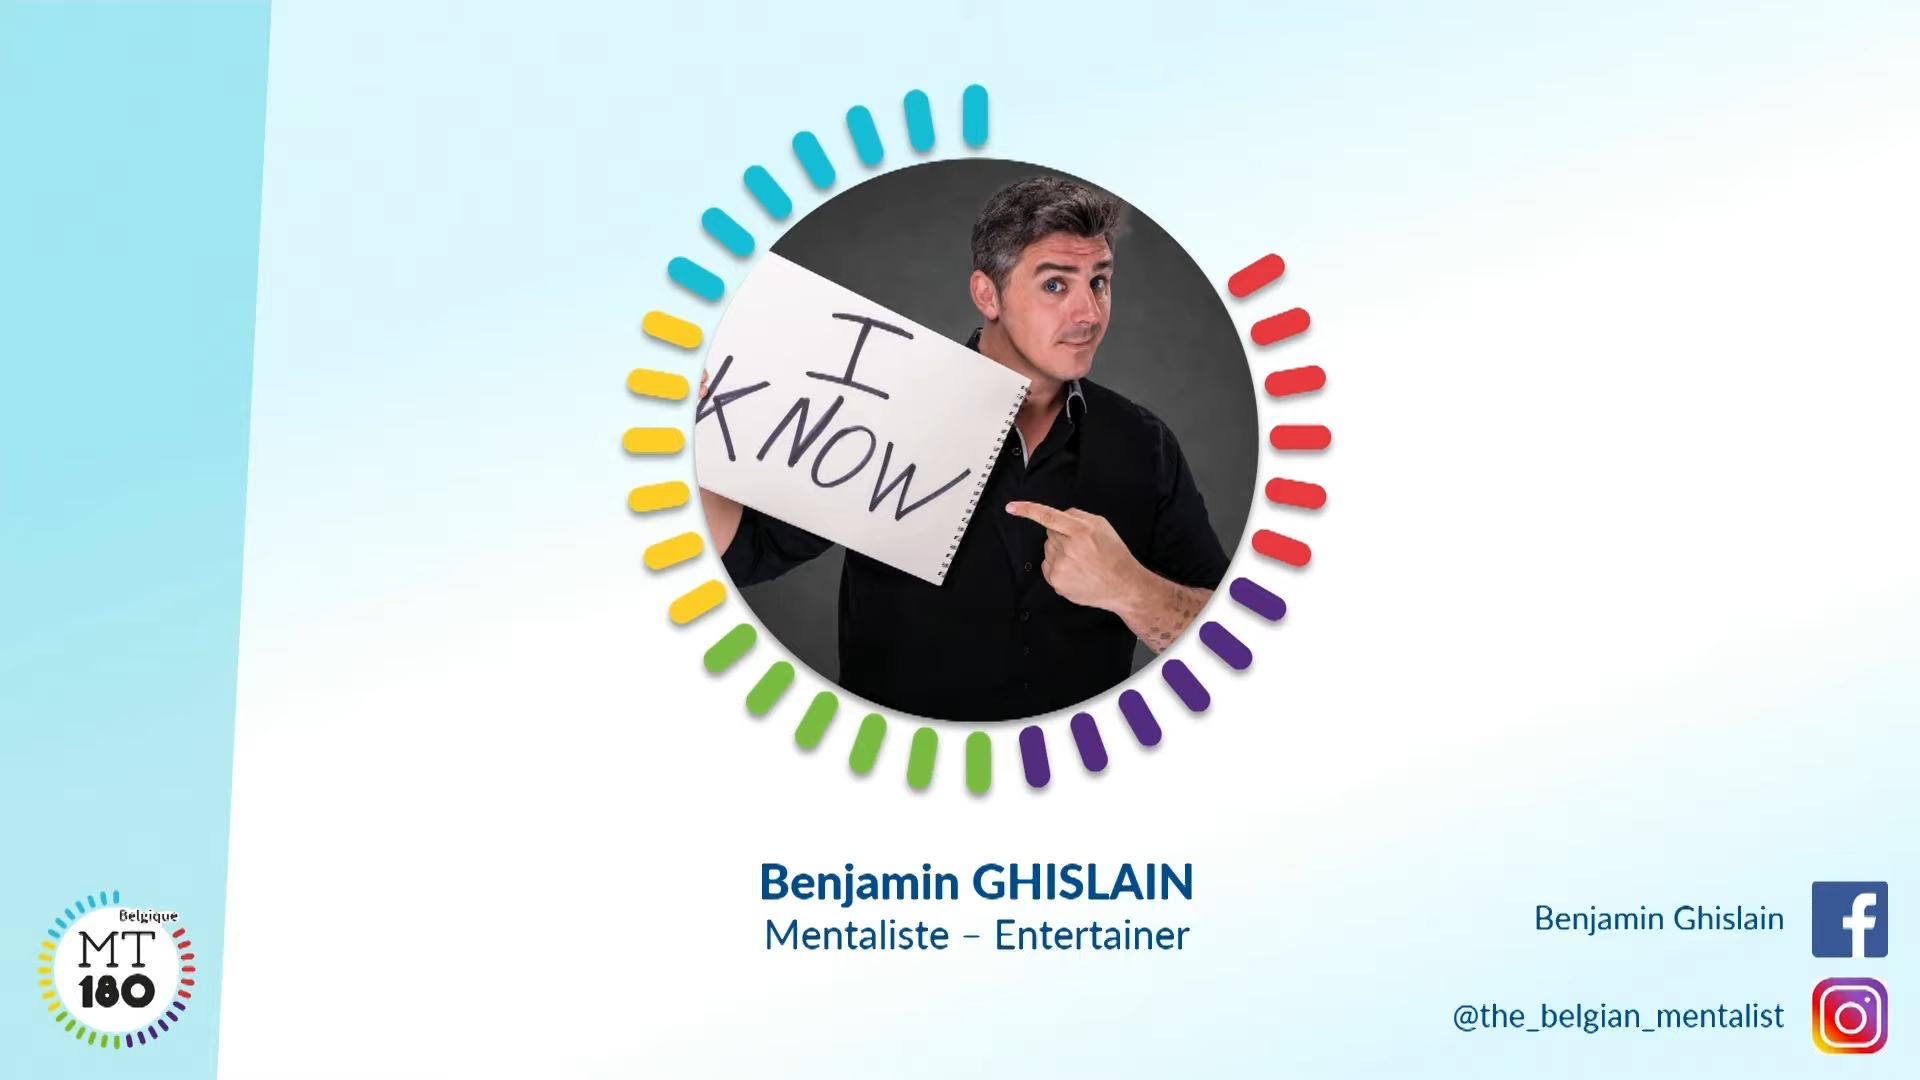 I
KNOW
Benjamin GHISLAIN
Mentaliste – Entertainer
Benjamin Ghislain
@the_belgian_mentalist
Belgique
MT
180